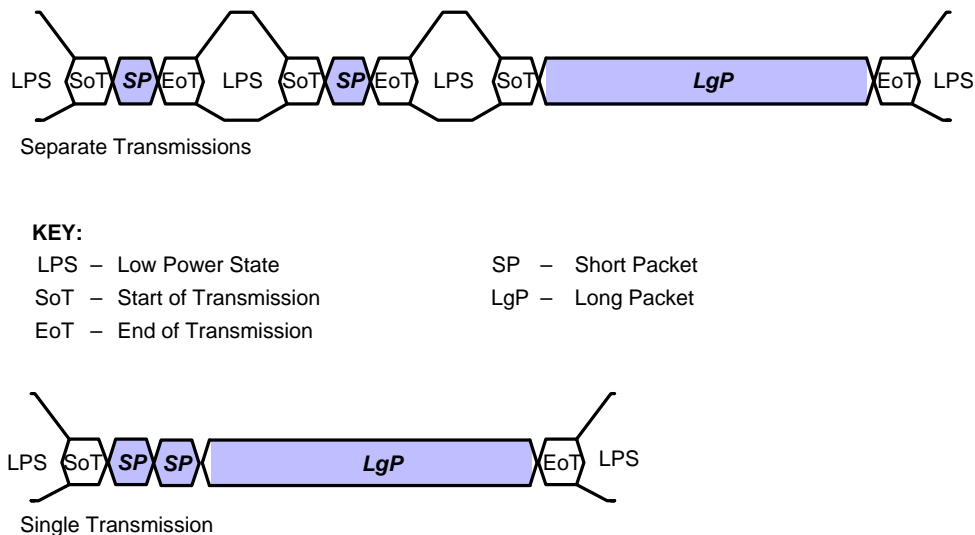 LPS SoT SP EoT LPS SoT SP EoT LPS SoT LgP EoT LPS
Separate Transmissions
KEY:
LPS – Low Power State SP – Short Packet
SoT – Start of Transmission LgP – Long Packet
EoT – End of Transmission
LPS SoT SP SP LgP EoT LPS
Single Transmission